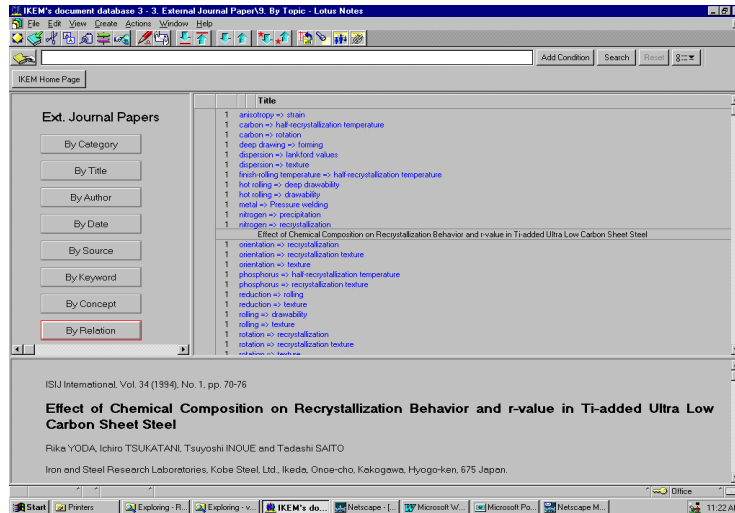 IKEM's document database 3 - 3. External Journal Paper\9. By Topic - Lotus Notes
File Edit View Create Actions Window Help
Add Condition Search Reset
IKEM Home Page
Ext. Journal Papers
By Category
By Title
By Author
By Date
By Source
By Keyword
By Concept
By Relation
Title
1 anisotropy => strain
1 carbon => half-recrystallization temperature
1 carbon => rotation
1 deep drawing => forming
1 dispersion => lankford values
1 dispersion => texture
1 finish-rolling temperature => half-recrystallization temperature
1 hot rolling => deep drawability
1 hot rolling => drawability
1 metal => Pressure welding
1 nitrogen => precipitation
1 nitrogen => recrystallization
Effect of Chemical Composition on Recrystallization Behavior and r-value in Ti-added Ultra Low Carbon Sheet Steel
1 orientation => recrystallization
1 orientation => recrystallization texture
1 orientation => texture
1 phosphorus => half-recrystallization temperature
1 phosphorus => recrystallization texture
1 reduction => rolling
1 reduction => texture
1 rolling => drawability
1 rolling => texture
1 rotation => recrystallization
1 rotation => recrystallization texture
1 rotation => texture
ISIJ International, Vol. 34 (1994), No. 1, pp. 70-76
Effect of Chemical Composition on Recrystallization Behavior and r-value in Ti-added Ultra Low
Carbon Sheet Steel
Rika YODA, Ichiro TSUKATANI, Tsuyoshi INOUE and Tadashi SAITO
Iron and Steel Research Laboratories, Kobe Steel, Ltd., Ikeda, Onoe-cho, Kakogawa, Hyogo-ken, 675 Japan.
Office
Start Printers Exploring - R... Exploring - v... IKEM's do... Netscape - [... Microsoft W... Microsoft Po... Netscape M... 11:22 AM